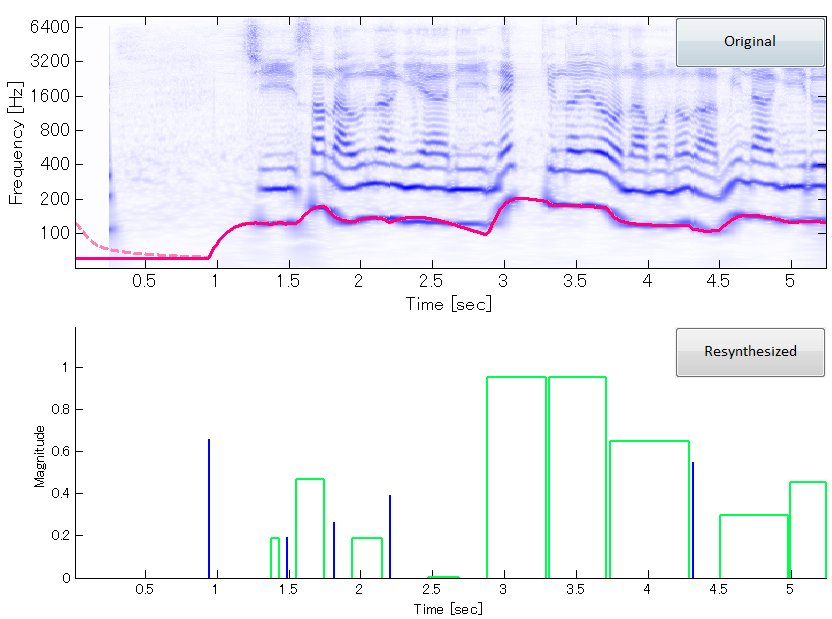 Original
6400
3200
1600
800
400
200
100
Frequency [Hz]
0.5 1 1.5 2 2.5 3 3.5 4 4.5 5
Time [sec]
Resynthesized
1
0.8
0.6
0.4
0.2
0
Magnitude
0.5 1 1.5 2 2.5 3 3.5 4 4.5 5
Time [sec]